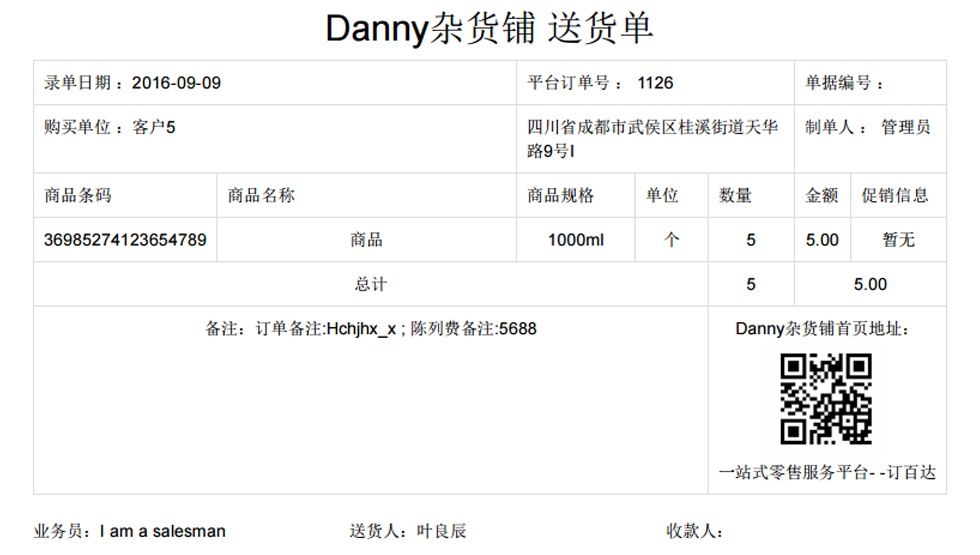 Danny杂货铺 送货单
录单日期：2016-09-09 平台订单号： 1126 单据编号：
购买单位：客户5 四川省成都市武侯区桂溪街道天华 制单人： 管理员
路9号l
商品条码 商品名称 商品规格 单位 数量 金额 促销信息
36985274123654789 商品 1000ml 个 5 5.00 暂无
总计 5 5.00
备注：订单备注:Hchjhx_x ; 陈列费备注:5688 Danny杂货铺首页地址：
一站式零售服务平台- -订百达
业务员：I am a salesman 送货人：叶良辰 收款人：